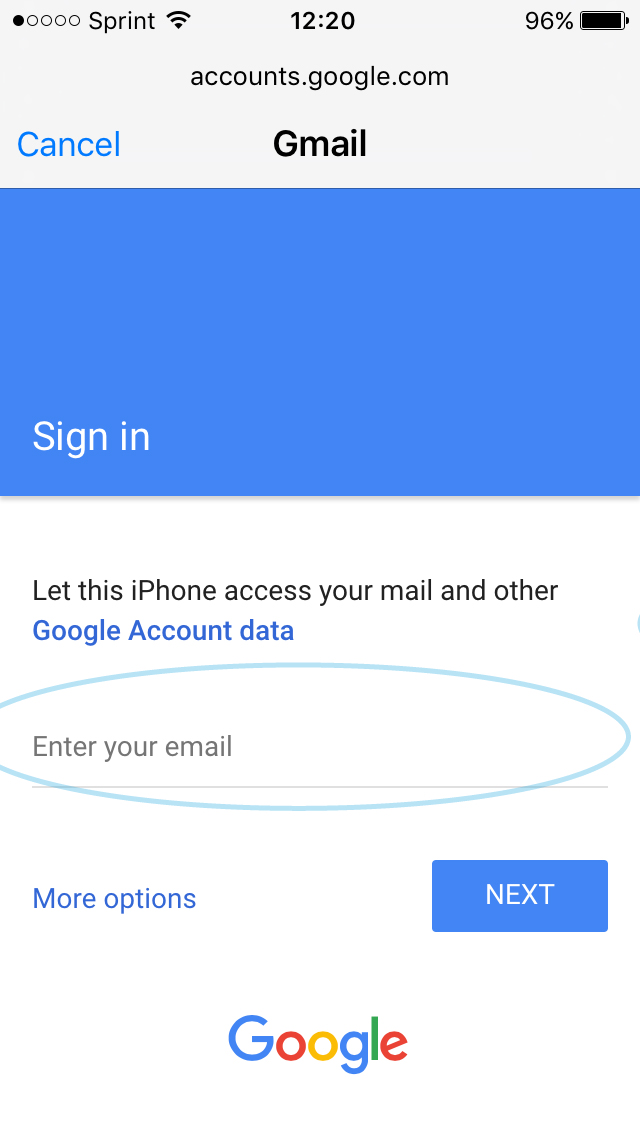 Sprint 12:20 96%
accounts.google.com
Cancel Gmail
Sign in
Let this iPhone access your mail and other
Google Account data
Enter your email
More options NEXT
Google